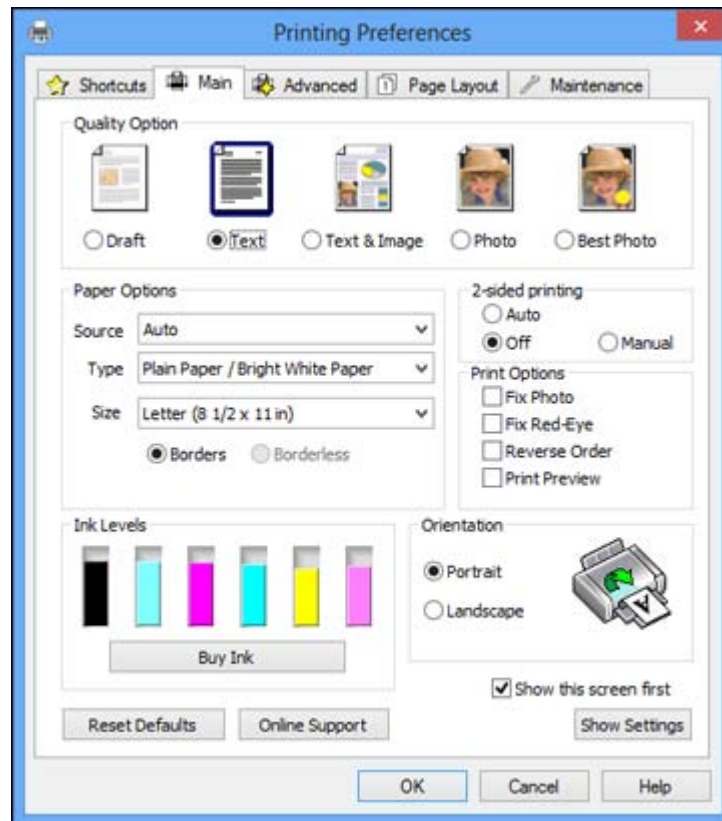 Printing Preferences
Shortcuts Main Advanced Page Layout Maintenance
Quality Option
Draft Text Text & Image Photo Best Photo
Paper Options
Source Auto
Type Plain Paper / Bright White Paper
Size Letter (8 1/2 x 11 in)
Borders Borderless
2-sided printing
Auto
Off Manual
Print Options
Fix Photo
Fix Red-Eye
Reverse Order
Print Preview
Ink Levels
Buy Ink
Orientation
Portrait
Landscape
A
Show this screen first
Reset Defaults Online Support Show Settings
OK Cancel Help